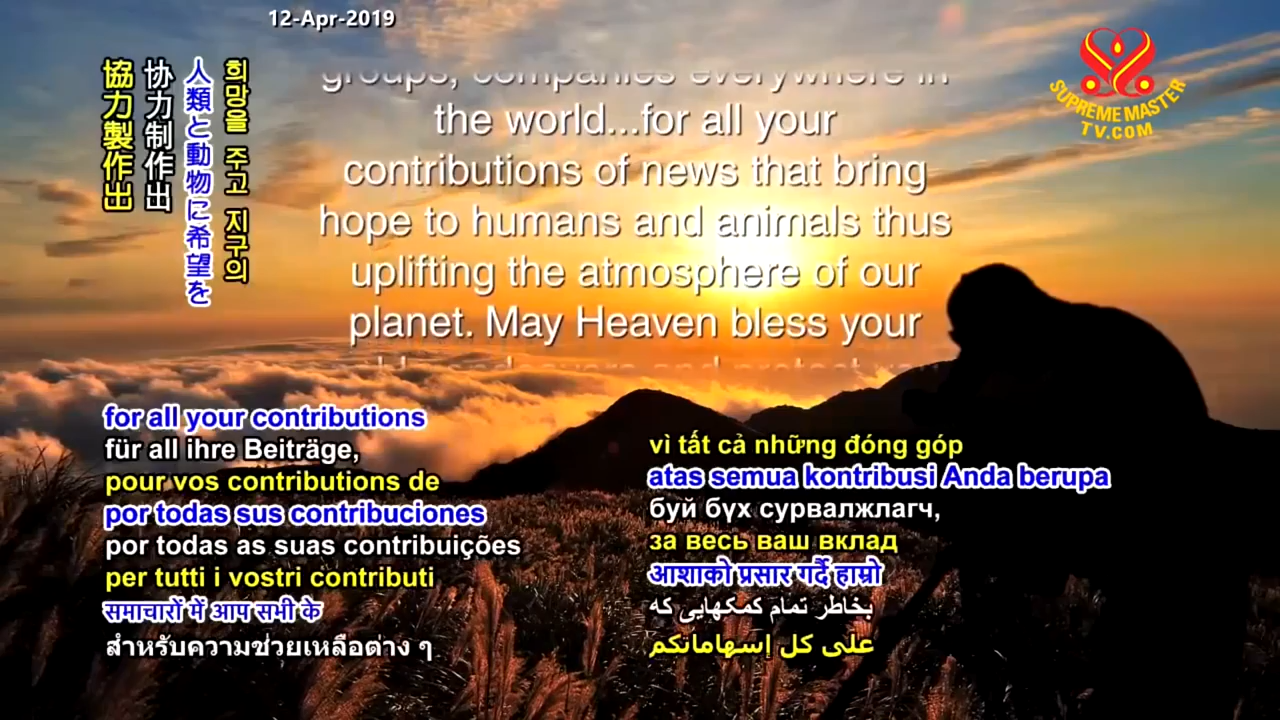 12-Apr-2019
groups, companies everywhere in
the world...for all your
contributions of news that bring
hope to humans and animals thus
uplifting the atmosphere of our
planet. May Heaven bless your
SUPREME MASTER
TV.COM
희망을 주고 지구의
人類と動物に希望を
协力制作出
協力製作出
for all your contributions
für all ihre Beiträge,
pour vos contributions de
por todas sus contribuciones
por todas as suas contribuições
per tutti i vostri contributi
समाचारों में आप सभी के
สำหรับความช่วยเหลือต่าง ๆ
vì tất cả những đóng góp
atas semua kontribusi Anda berupa
буй бүх сурвалжлагч,
за весь ваш вклад
आशाको प्रसार गर्दै हाम्रो
بخاطر تمام کمکهایی که
على كل إسهاماتكم